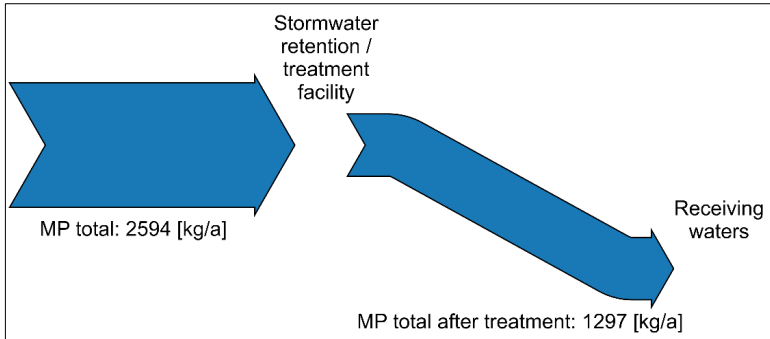 Stormwater
retention /
treatment
facility
MP total: 2594 [kg/a]
Receiving
waters
MP total after treatment: 1297 [kg/a]